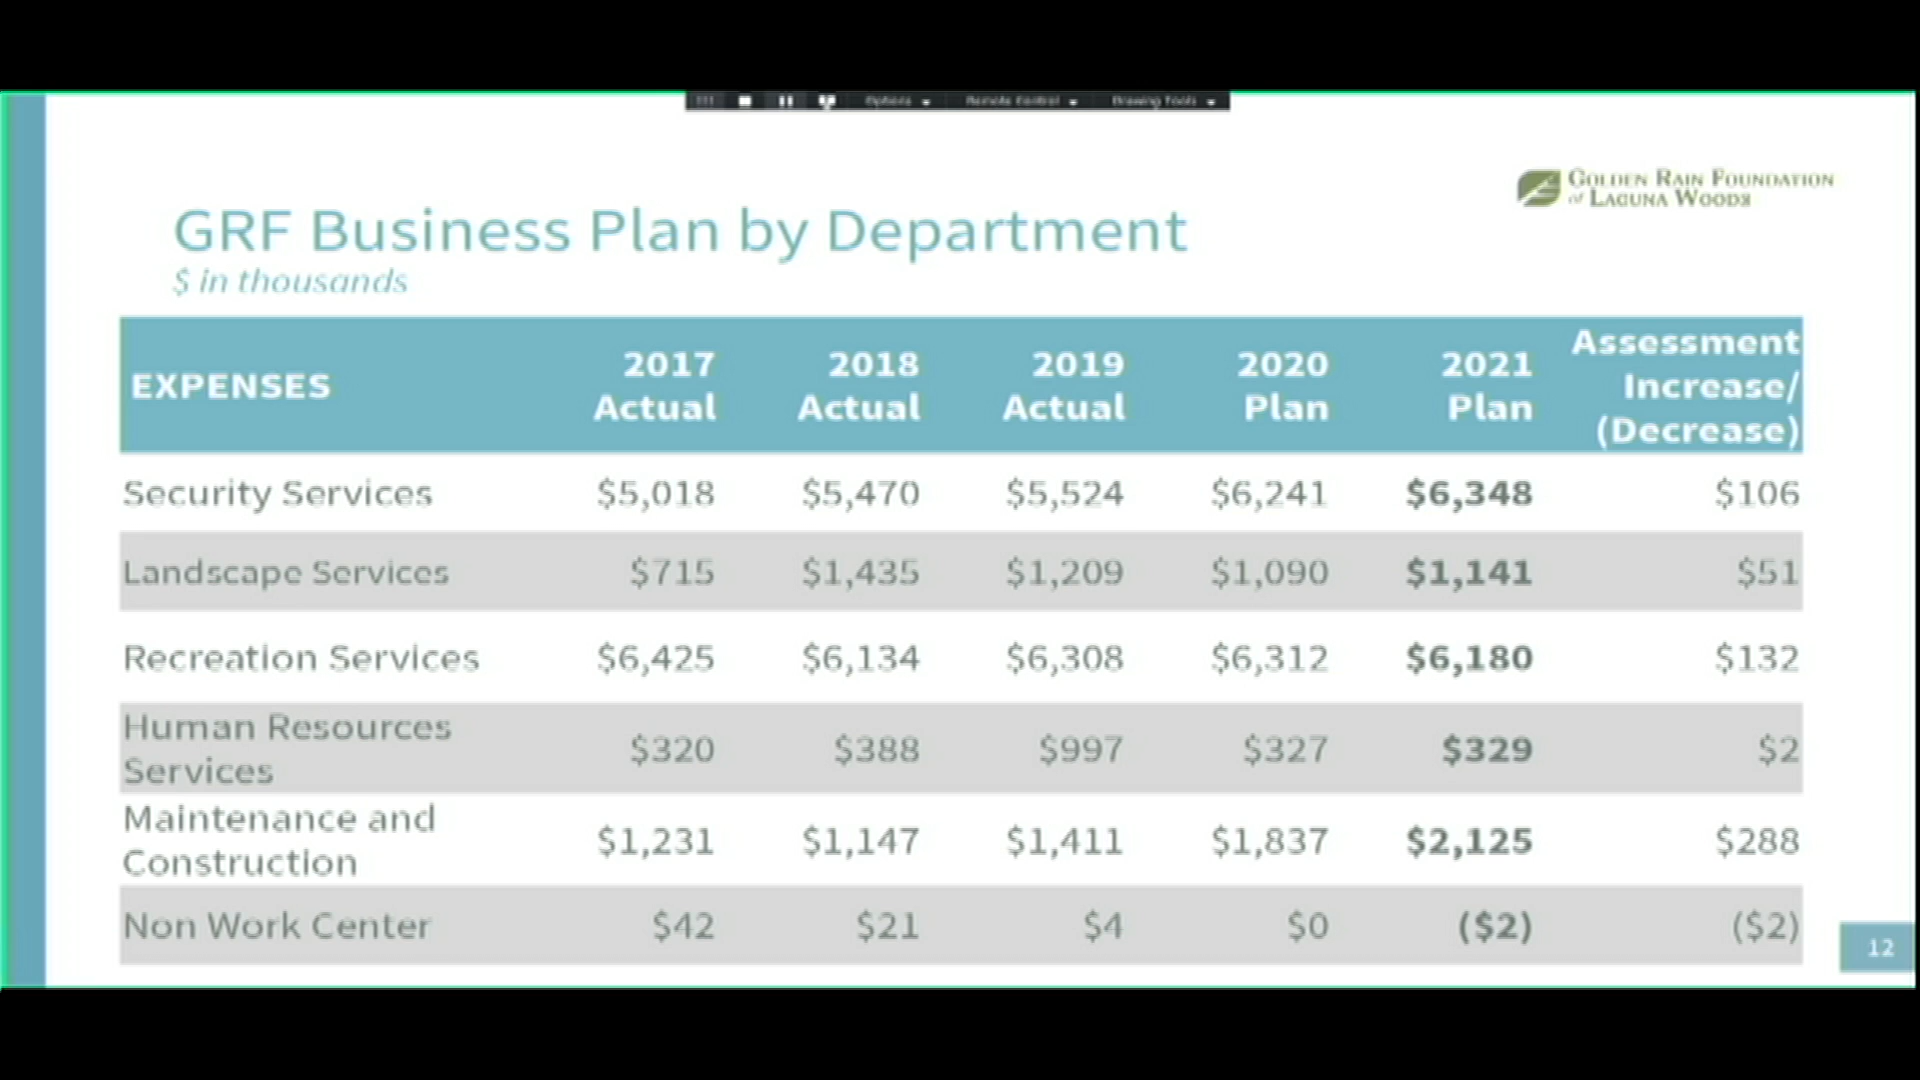 Options
Remote Control
Drawing Tools
GOLDEN RAIN FOUNDATION
of LAGUNA WOODS
GRF Business Plan by Department
$ in thousands
EXPENSES 2017 Actual 2018 Actual 2019 Actual 2020 Plan 2021 Plan Assessment Increase/ (Decrease)
Security Services $5,018 $5,470 $5,524 $6,241 $6,348 $106
Landscape Services $715 $1,435 $1,209 $1,090 $1,141 $51
Recreation Services $6,425 $6,134 $6,308 $6,312 $6,180 $132
Human Resources Services $320 $388 $997 $327 $329 $2
Maintenance and Construction $1,231 $1,147 $1,411 $1,837 $2,125 $288
Non Work Center $42 $21 $4 $0 ($2) ($2)
12